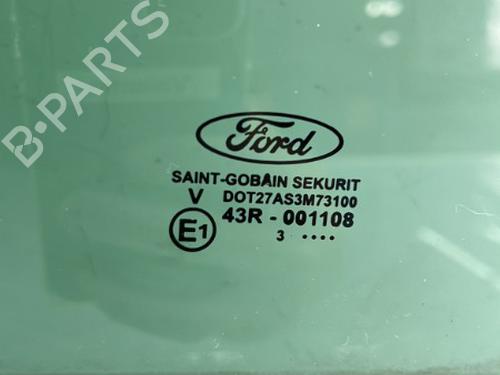 B-PARTS
Ford
SAINT-GOBAIN SEKURIT
V DOT27AS3M73100
E1 43R - 001108
3 ....